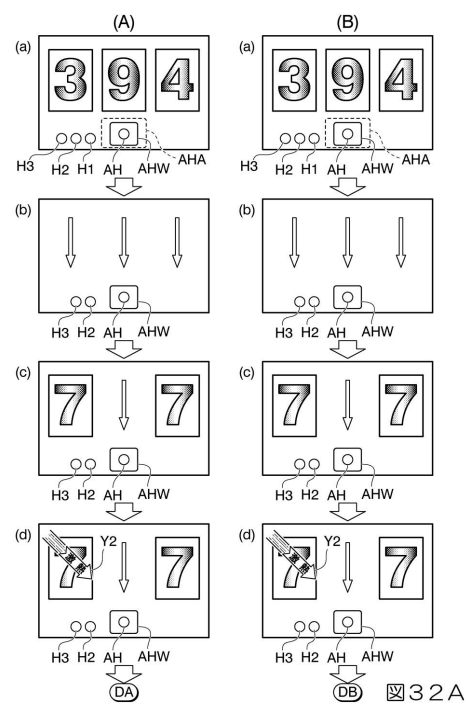 (A) (B)
(a) 3 9 4 (a) 3 9 4
H3 H2 H1 AH AHW AHA H3 H2 H1 AH AHW AHA
(b) (b)
H3 H2 AH AHW H3 H2 AH AHW
(c) 7 7 (c) 7 7
H3 H2 AH AHW H3 H2 AH AHW
(d) 7 Y2 7 (d) 7 Y2 7
H3 H2 AH AHW H3 H2 AH AHW
DA DB 図32A